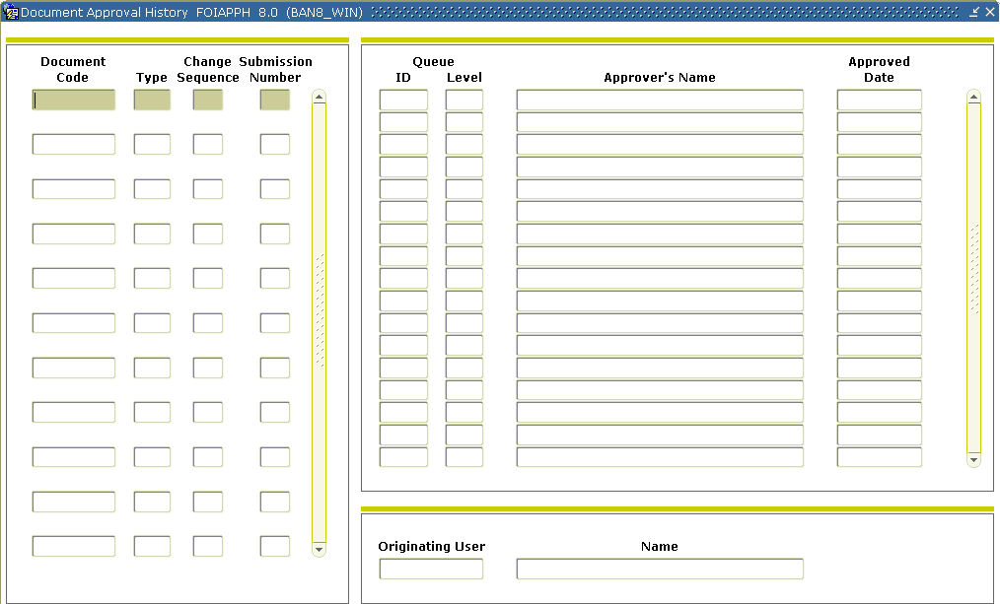 Document Approval History FOIAPPH 8.0 (BAN8_WIN)
Document Change Submission
Code Type Sequence Number
Queue Approved
ID Level Approver's Name Date
Originating User Name